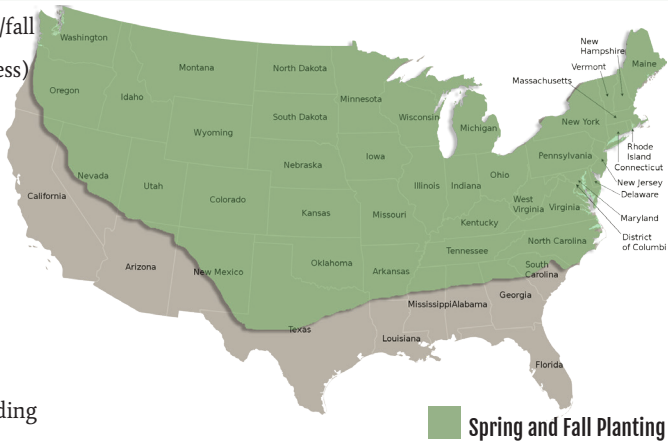 /fall
ess)
ding
New
Hampshire
Vermont
Massachusetts
Maine
Washington
Montana
North Dakota
Oregon
Idaho
Minnesota
South Dakota
Wisconsin
Michigan
New York
Wyoming
Rhode
Island
Connecticut
Iowa
Pennsylvania
Nebraska
Ohio
Nevada
Utah
Illinois
Indiana
New Jersey
Delaware
Colorado
West
Virginia
Virginia
California
Kansas
Missouri
Maryland
Kentucky
District
of Columbi
North Carolina
Tennessee
Oklahoma
Arkansas
South
Carolina
Arizona
New Mexico
Georgia
Mississippi
Alabama
Texas
Louisiana
Florida
Spring and Fall Planting